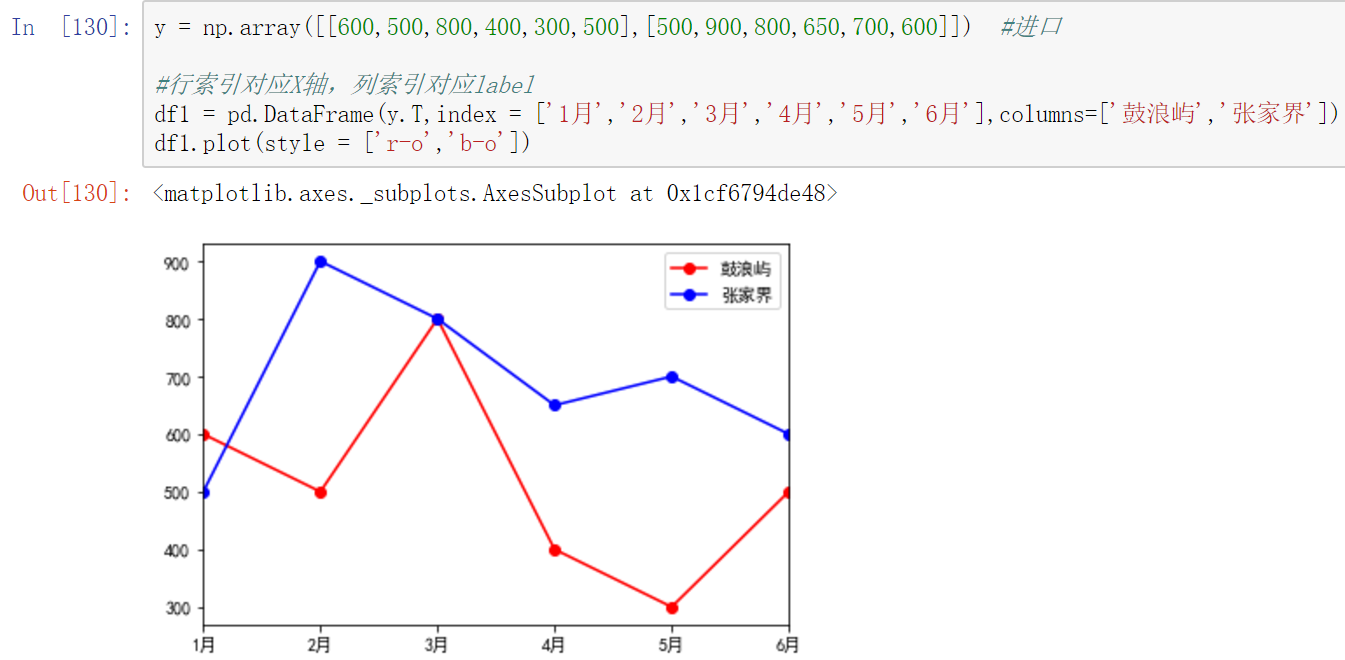 In [130]: y = np.array([[600,500,800,400,300,500],[500,900,800,650,700,600]]) #进口
#行索引对应X轴，列索引对应label
df1 = pd.DataFrame(y.T,index = ['1月','2月','3月','4月','5月','6月'],columns=['鼓浪屿','张家界'])
df1.plot(style = ['r-o','b-o'])
Out[130]: <matplotlib.axes._subplots.AxesSubplot at 0x1cf6794de48>
鼓浪屿
张家界
900
800
700
600
500
400
300
1月 2月 3月 4月 5月 6月